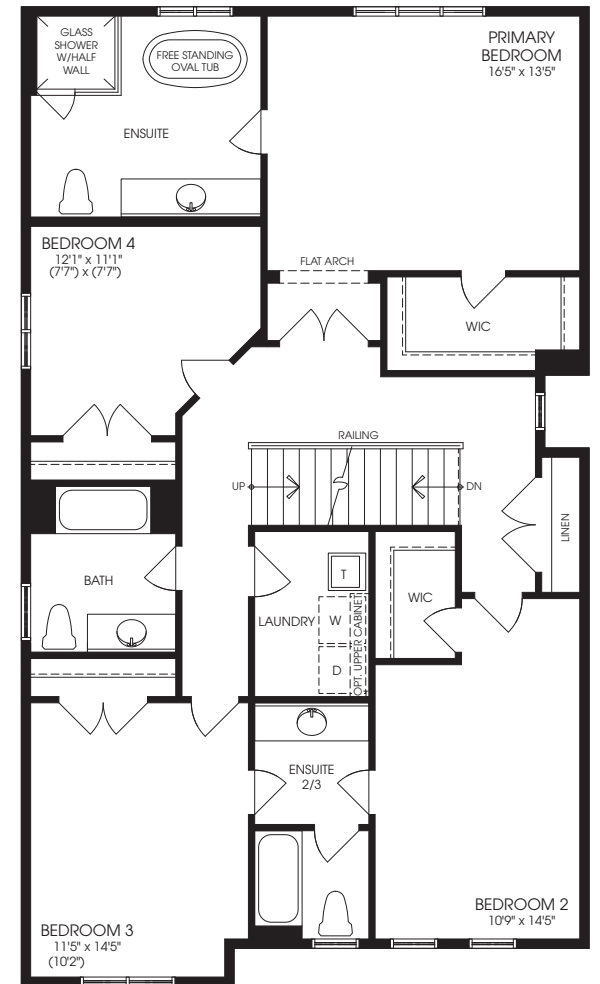 GLASS
SHOWER
W/HALF
WALL
FREE STANDING
OVAL TUB
PRIMARY
BEDROOM
16'5" x 13'5"
ENSUITE
BEDROOM 4
12'1" x 11'1"
(7'7") x (7'7")
FLAT ARCH
WIC
RAILING
UP
DN
LINEN
BATH
T
LAUNDRY
W
D
OPT. UPPER CABINET
WIC
ENSUITE
2/3
BEDROOM 2
10'9" x 14'5"
BEDROOM 3
11'5" x 14'5"
(10'2")